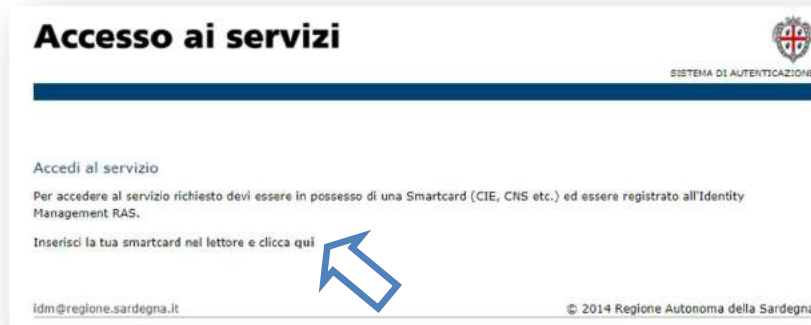 Accesso ai servizi
SISTEMA DI AUTENTICAZIONE
Accedi al servizio
Per accedere al servizio richiesto devi essere in possesso di una Smartcard (CIE, CNS etc.) ed essere registrato all'Identity
Management RAS.
Inserisci la tua smartcard nel lettore e clicca qui
idm@regione.sardegna.it
© 2014 Regione Autonoma della Sardegna